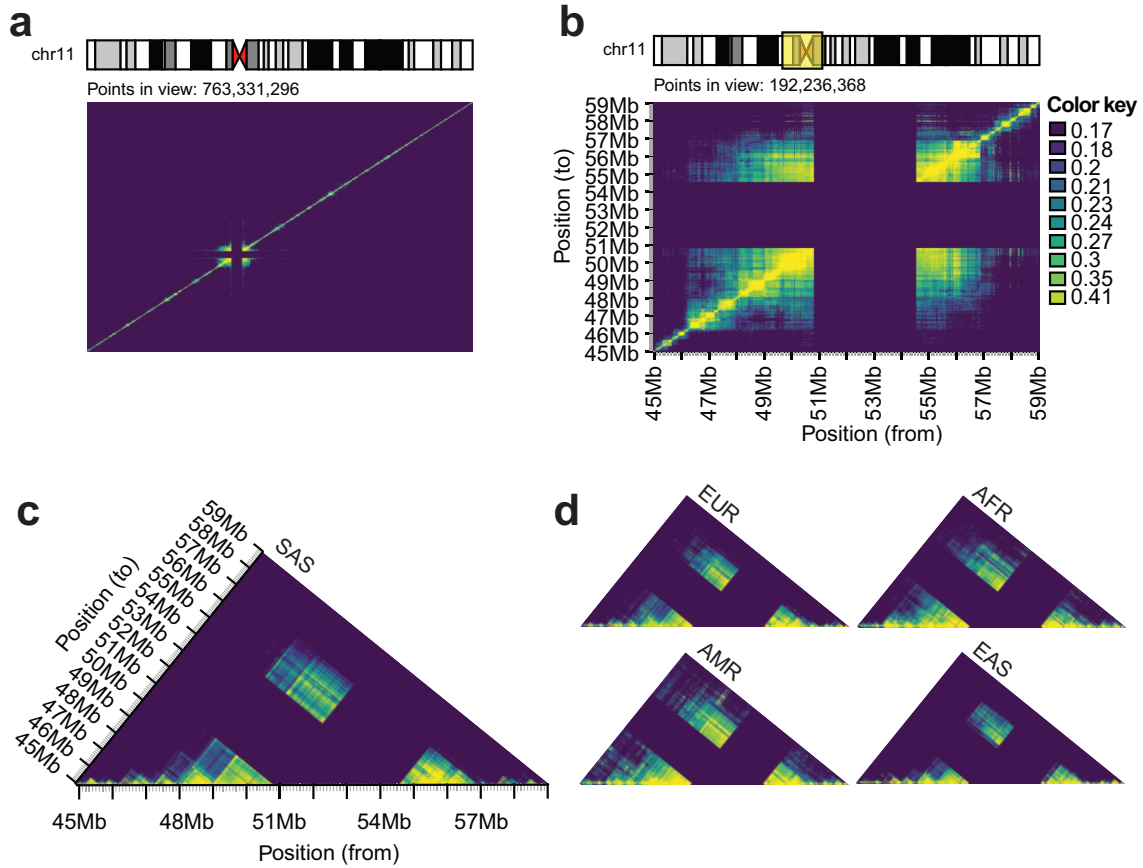 a
chr11
Points in view: 763,331,296
b
chr11
Points in view: 192,236,368
59Mb
58Mb
57Mb
56Mb
55Mb
54Mb
53Mb
52Mb
51Mb
50Mb
49Mb
48Mb
47Mb
46Mb
45Mb
Position (to)
45Mb
47Mb
49Mb
51Mb
53Mb
55Mb
57Mb
59Mb
Position (from)
Color key
0.17
0.18
0.2
0.21
0.23
0.24
0.27
0.3
0.35
0.41
c
59Mb
58Mb
57Mb
56Mb
55Mb
54Mb
53Mb
52Mb
51Mb
50Mb
49Mb
48Mb
47Mb
46Mb
45Mb
Position (to)
SAS
45Mb
48Mb
51Mb
54Mb
57Mb
Position (from)
d
EUR
AFR
AMR
EAS